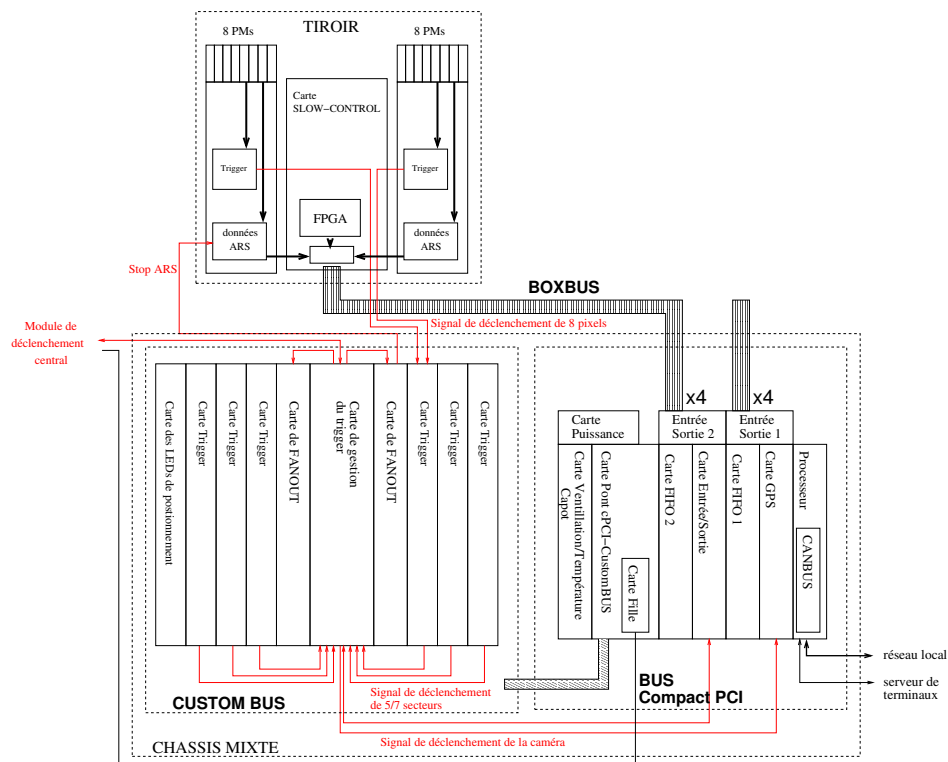 TIROIR
8 PMs
8 PMs
Carte
SLOW−CONTROL
Trigger
Trigger
FPGA
données
ARS
données
ARS
Stop ARS
BOXBUS
Signal de déclenchement de 8 pixels
Module de
déclenchement
central
x4
x4
Carte
Puissance
Entrée
Sortie 2
Entrée
Sortie 1
Carte des LEDs de postionnement
Carte Trigger
Carte Trigger
Carte Trigger
Carte de FANOUT
Carte de gestion
du trigger
Carte de FANOUT
Carte Trigger
Carte Trigger
Carte Trigger
Carte Ventillation/Température
Capot
Carte Pont cPCI−CustomBUS
Carte Fille
Carte FIFO 2
Carte Entrée/Sortie
Carte FIFO 1
Carte GPS
Processeur
CANBUS
réseau local
serveur de
terminaux
Signal de déclenchement
de 5/7 secteurs
CUSTOM BUS
BUS
Compact PCI
Signal de déclenchement de la caméra
CHASSIS MIXTE